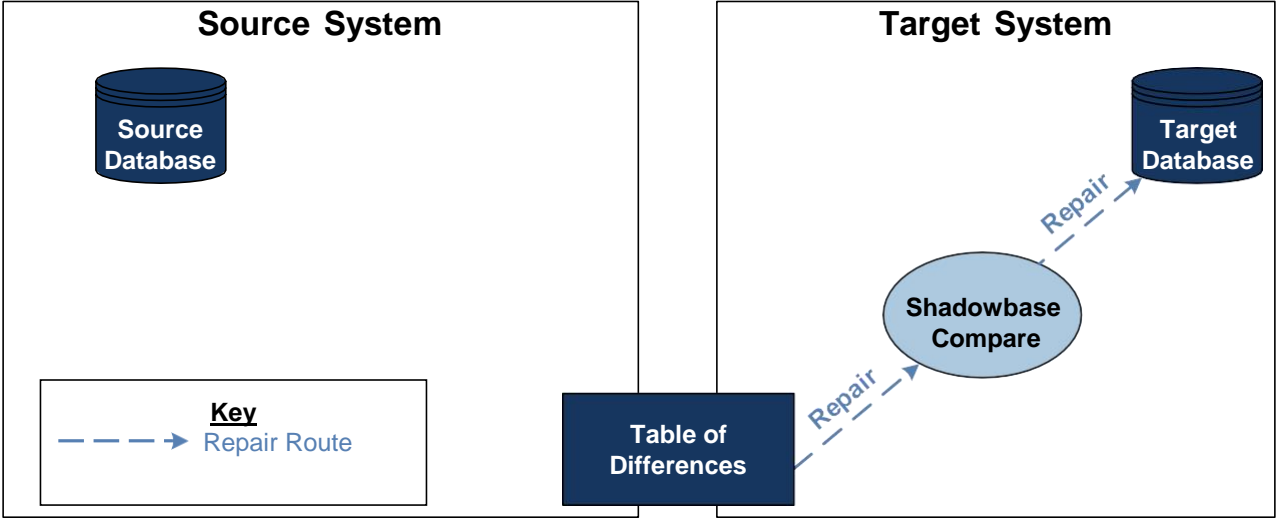 Source System
Target System
Source
Database
Target
Database
Repair
Shadowbase
Compare
Repair
Table of
Differences
Key
Repair Route